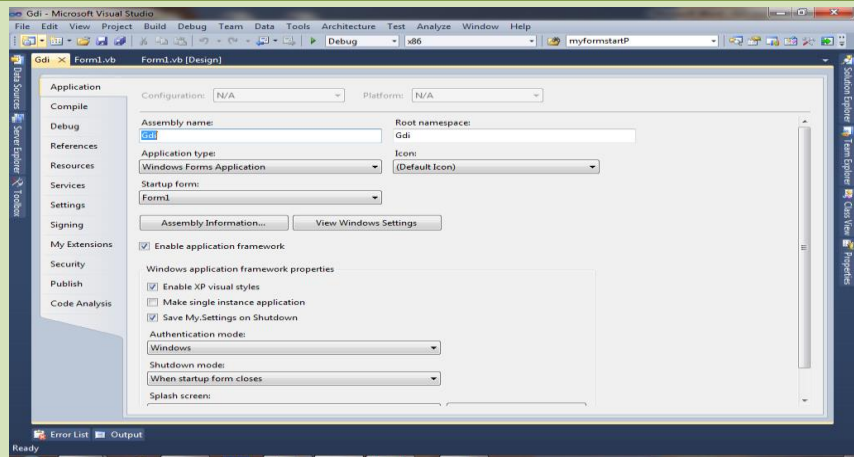 Gdi - Microsoft Visual Studio
File Edit View Project Build Debug Team Data Tools Architecture Test Analyze Window Help
Debug x86 myformstartP
Gdi Form1.vb Form1.vb [Design]
Data Sources
Server Explorer
Toolbox
Application
Compile
Debug
References
Resources
Services
Settings
Signing
My Extensions
Security
Publish
Code Analysis
Configuration: N/A Platform: N/A
Assembly name: Root namespace:
Gdi Gdi
Application type: Icon:
Windows Forms Application (Default Icon)
Startup form:
Form1
Assembly Information... View Windows Settings
Enable application framework
Windows application framework properties
Enable XP visual styles
Make single instance application
Save My.Settings on Shutdown
Authentication mode:
Windows
Shutdown mode:
When startup form closes
Splash screen:
Solution Explorer
Team Explorer
Class View
Properties
Error List Output
Ready